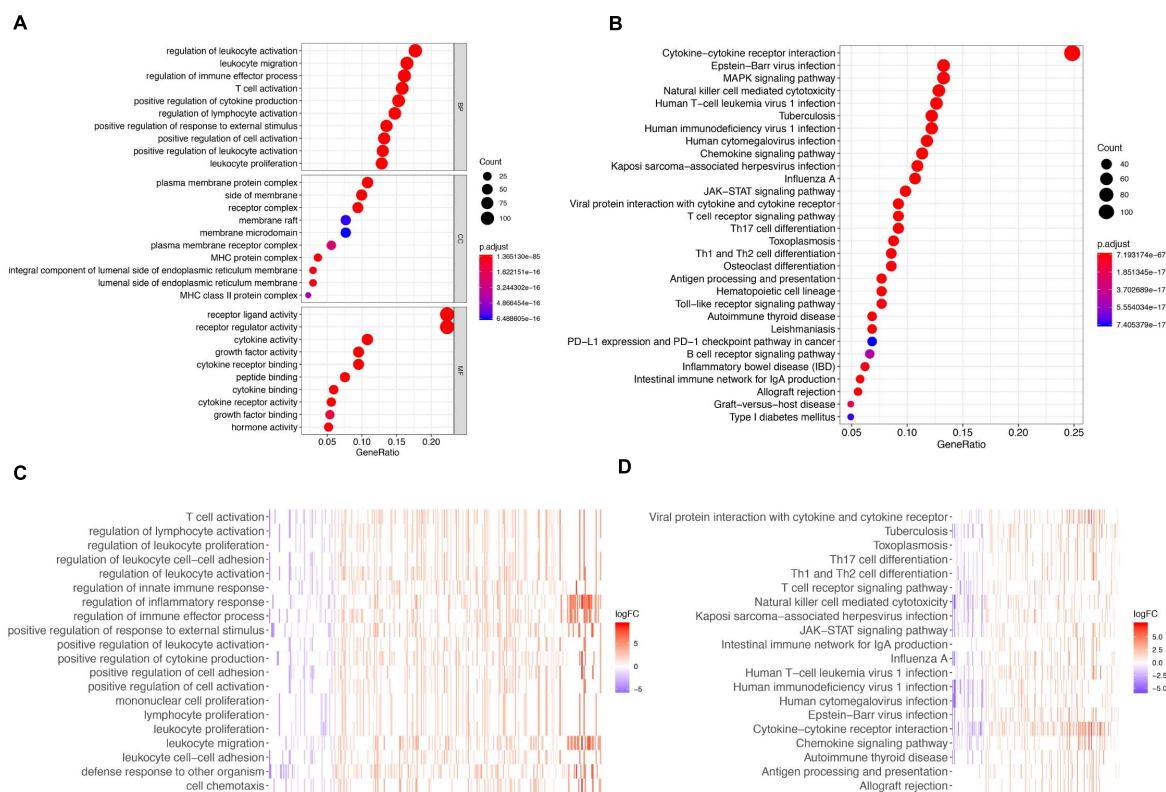 A
regulation of leukocyte activation
leukocyte migration
regulation of immune effector process
T cell activation
positive regulation of cytokine production
regulation of lymphocyte activation
positive regulation of response to external stimulus
positive regulation of cell activation
positive regulation of leukocyte activation
leukocyte proliferation
BP
plasma membrane protein complex
side of membrane
receptor complex
membrane raft
membrane microdomain
plasma membrane receptor complex
MHC protein complex
integral component of lumenal side of endoplasmic reticulum membrane
lumenal side of endoplasmic reticulum membrane
MHC class II protein complex
CC
receptor ligand activity
receptor regulator activity
cytokine activity
growth factor activity
cytokine receptor binding
peptide binding
cytokine binding
cytokine receptor activity
growth factor binding
hormone activity
MF
0.05 0.10 0.15 0.20
GeneRatio
Count
25
50
75
100
p.adjust
1.365130e−85
1.622151e−16
3.244302e−16
4.866454e−16
6.488605e−16
B
Cytokine−cytokine receptor interaction
Epstein−Barr virus infection
MAPK signaling pathway
Natural killer cell mediated cytotoxicity
Human T−cell leukemia virus 1 infection
Tuberculosis
Human immunodeficiency virus 1 infection
Human cytomegalovirus infection
Chemokine signaling pathway
Kaposi sarcoma−associated herpesvirus infection
Influenza A
JAK−STAT signaling pathway
Viral protein interaction with cytokine and cytokine receptor
T cell receptor signaling pathway
Th17 cell differentiation
Toxoplasmosis
Th1 and Th2 cell differentiation
Osteoclast differentiation
Antigen processing and presentation
Hematopoietic cell lineage
Toll−like receptor signaling pathway
Autoimmune thyroid disease
Leishmaniasis
PD−L1 expression and PD−1 checkpoint pathway in cancer
B cell receptor signaling pathway
Inflammatory bowel disease (IBD)
Intestinal immune network for IgA production
Allograft rejection
Graft−versus−host disease
Type I diabetes mellitus
0.05 0.10 0.15 0.20 0.25
GeneRatio
Count
40
60
80
100
p.adjust
7.193174e−67
1.851345e−17
3.702689e−17
5.554034e−17
7.405379e−17
C
T cell activation
regulation of lymphocyte activation
regulation of leukocyte proliferation
regulation of leukocyte cell−cell adhesion
regulation of leukocyte activation
regulation of innate immune response
regulation of inflammatory response
regulation of immune effector process
positive regulation of response to external stimulus
positive regulation of leukocyte activation
positive regulation of cytokine production
positive regulation of cell adhesion
positive regulation of cell activation
mononuclear cell proliferation
lymphocyte proliferation
leukocyte proliferation
leukocyte migration
leukocyte cell−cell adhesion
defense response to other organism
cell chemotaxis
logFC
5
0
−5
D
Viral protein interaction with cytokine and cytokine receptor
Tuberculosis
Toxoplasmosis
Th17 cell differentiation
Th1 and Th2 cell differentiation
T cell receptor signaling pathway
Natural killer cell mediated cytotoxicity
Kaposi sarcoma−associated herpesvirus infection
JAK−STAT signaling pathway
Intestinal immune network for IgA production
Influenza A
Human T−cell leukemia virus 1 infection
Human immunodeficiency virus 1 infection
Human cytomegalovirus infection
Epstein−Barr virus infection
Cytokine−cytokine receptor interaction
Chemokine signaling pathway
Autoimmune thyroid disease
Antigen processing and presentation
Allograft rejection
logFC
5.0
2.5
0.0
−2.5
−5.0